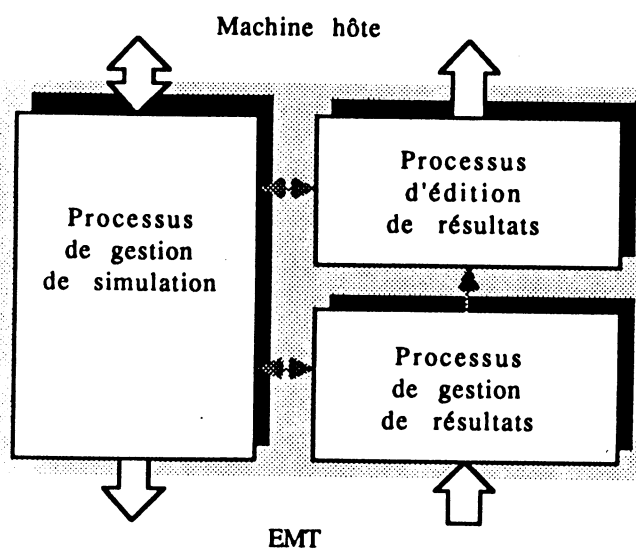 Machine hôte
Processus
de gestion
de simulation
Processus
d'édition
de résultats
Processus
de gestion
de résultats
EMT